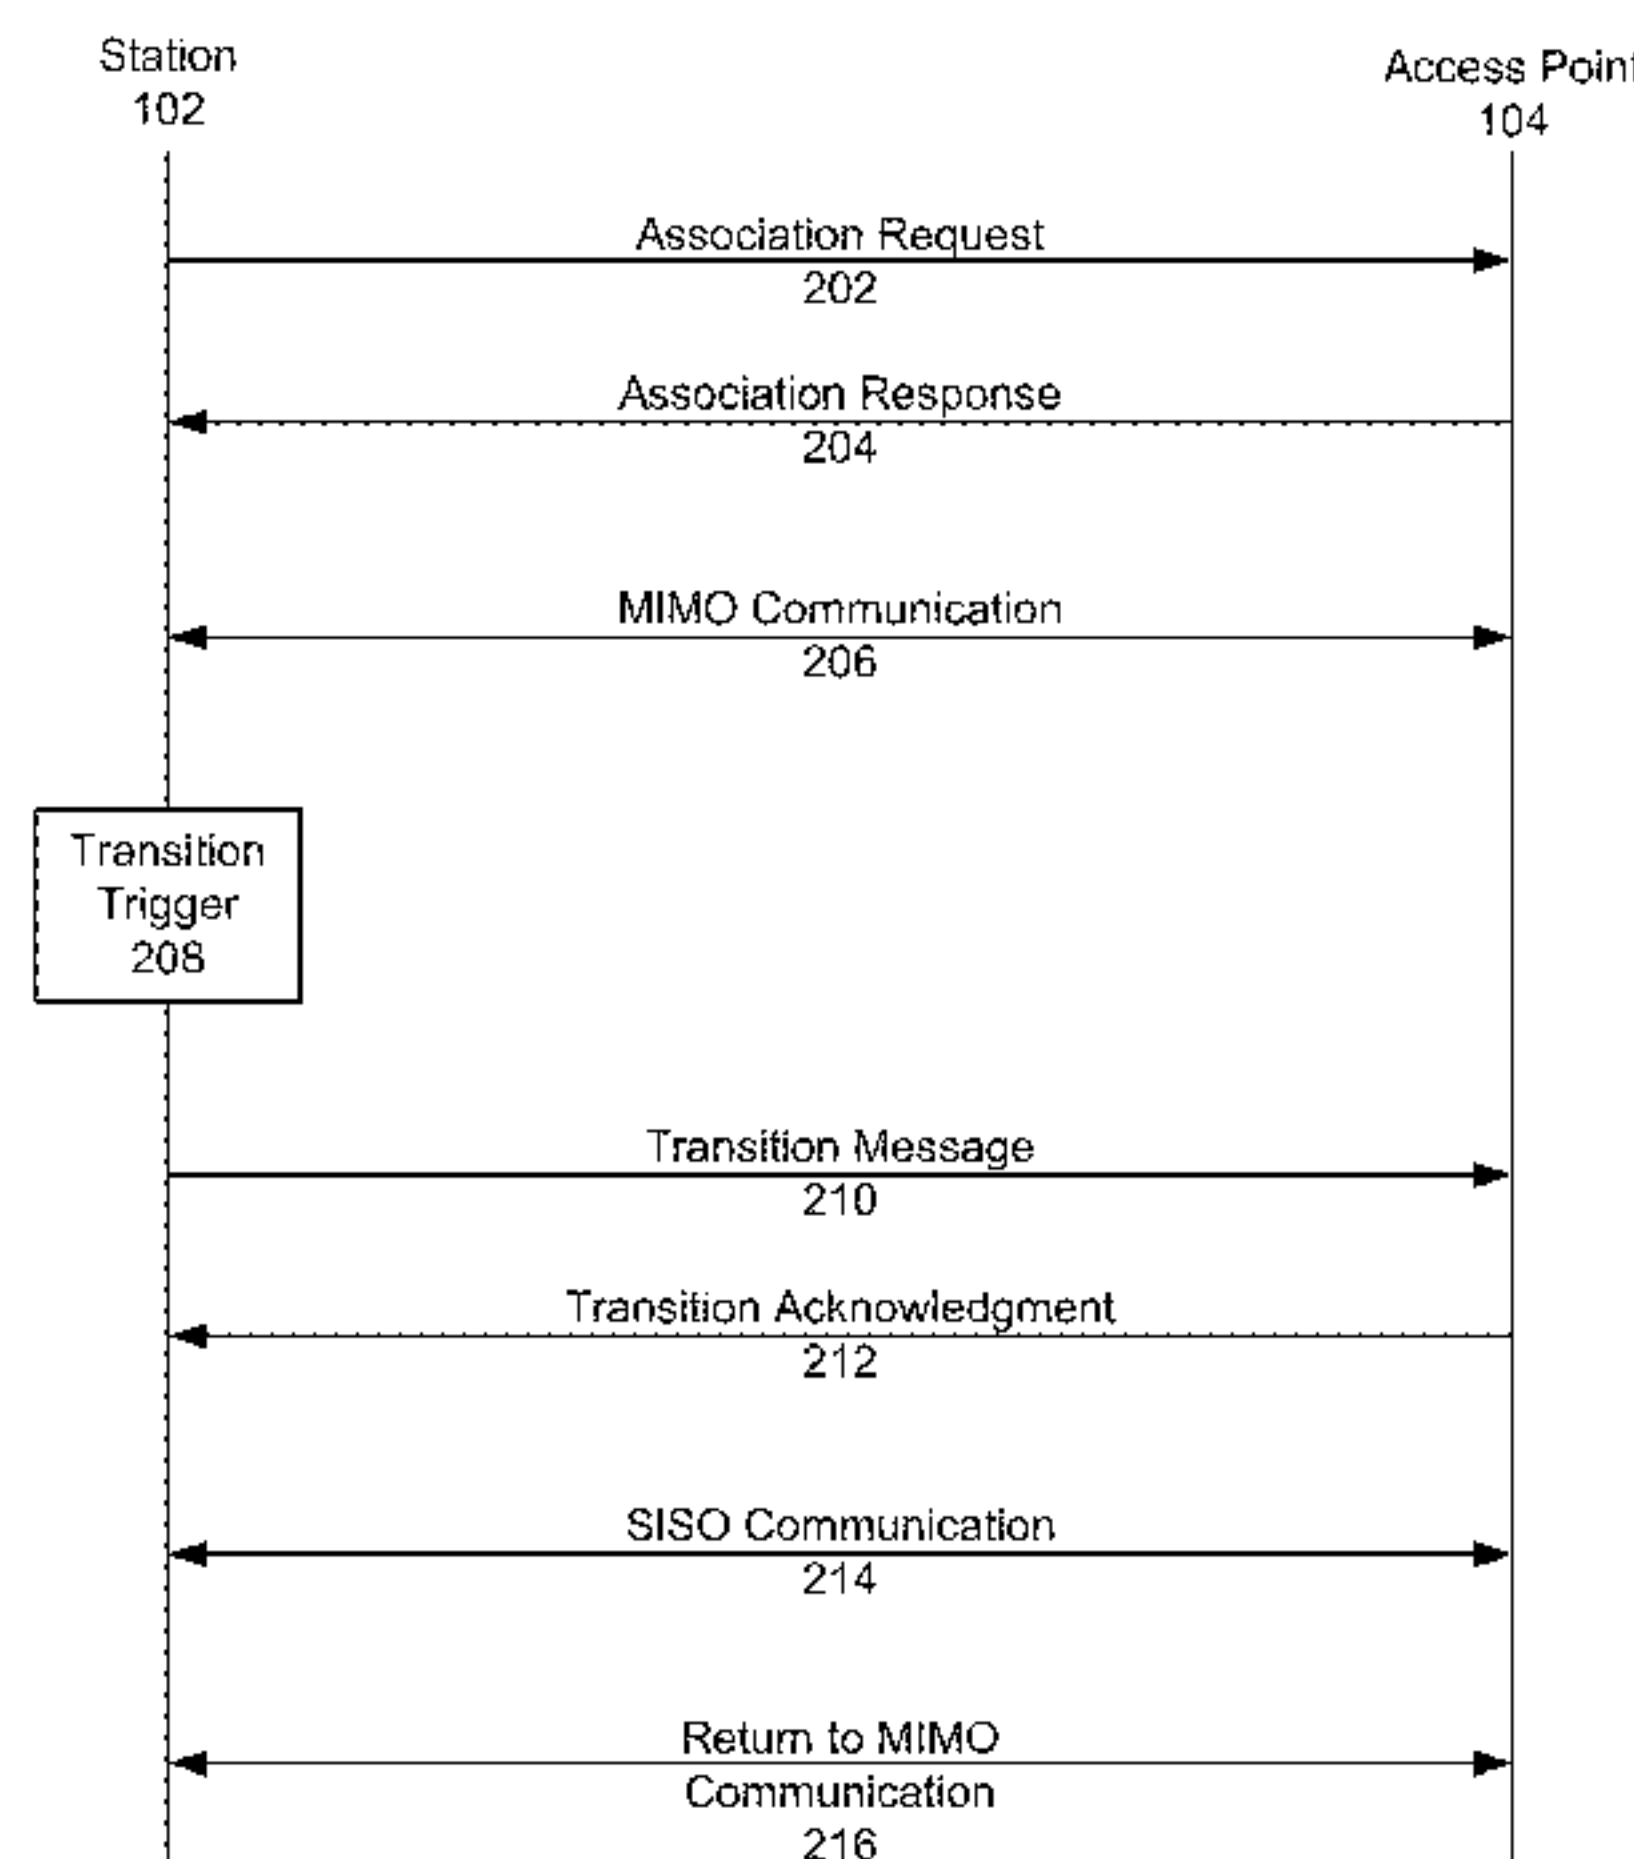 Station
102
Access Point
104
Association Request
202
Association Response
204
MIMO Communication
206
Transition
Trigger
208
Transition Message
210
Transition Acknowledgment
212
SISO Communication
214
Return to MIMO
Communication
216